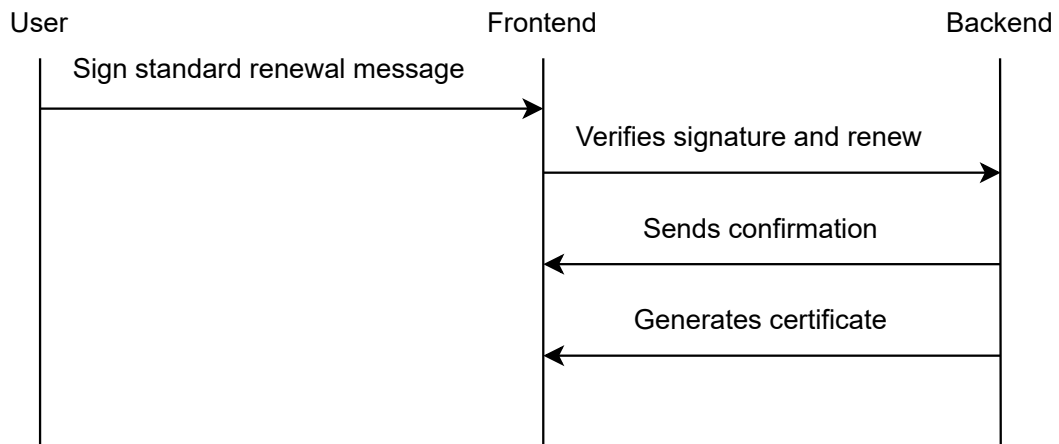 User
Frontend
Backend
Sign standard renewal message
Verifies signature and renew
Sends confirmation
Generates certificate